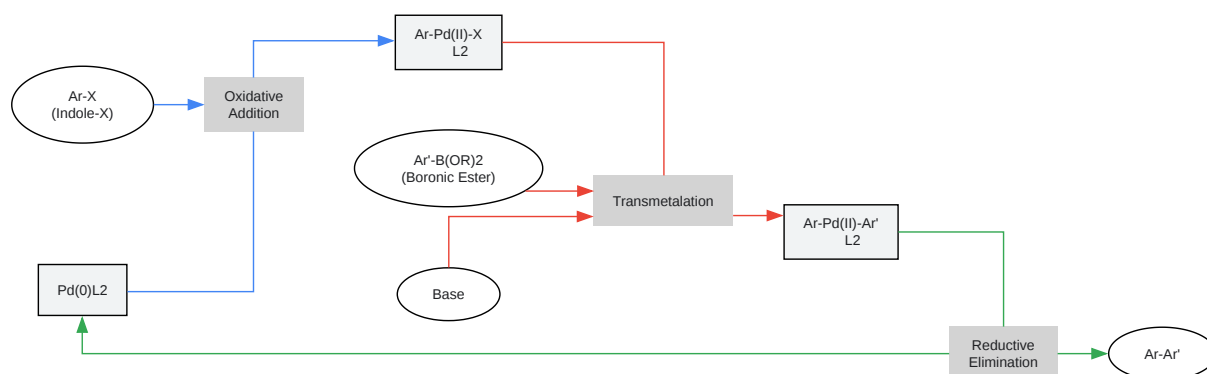 Ar-Pd(II)-X
L2
Ar-X
(Indole-X)
Oxidative
Addition
Ar'-B(OR)2
(Boronic Ester)
Transmetalation
Ar-Pd(II)-Ar'
L2
Pd(0)L2
Base
Reductive
Elimination
Ar-Ar'